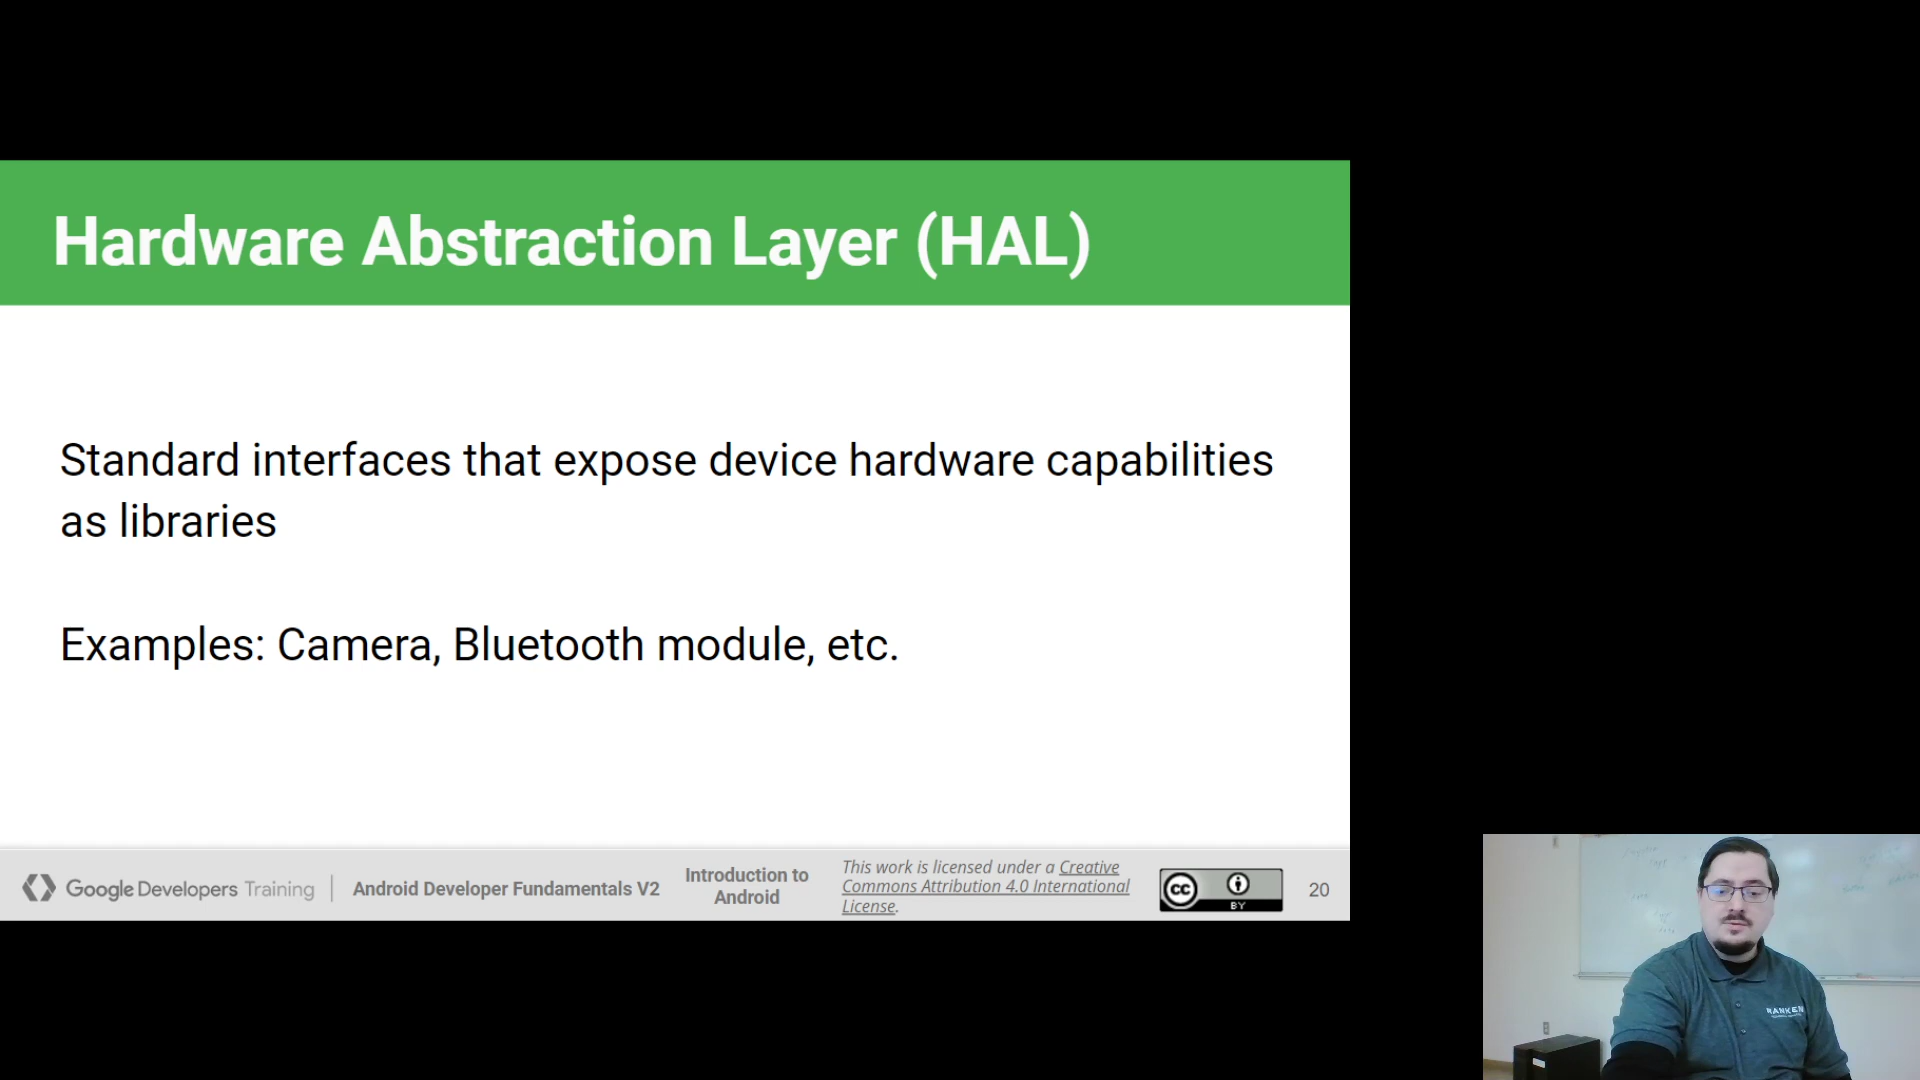 Hardware Abstraction Layer (HAL)
Standard interfaces that expose device hardware capabilities
as libraries
Examples: Camera, Bluetooth module, etc.
Google Developers Training
Android Developer Fundamentals V2
Introduction to
Android
This work is licensed under a Creative
Commons Attribution 4.0 International
License.
cc
BY
20
RANKEN